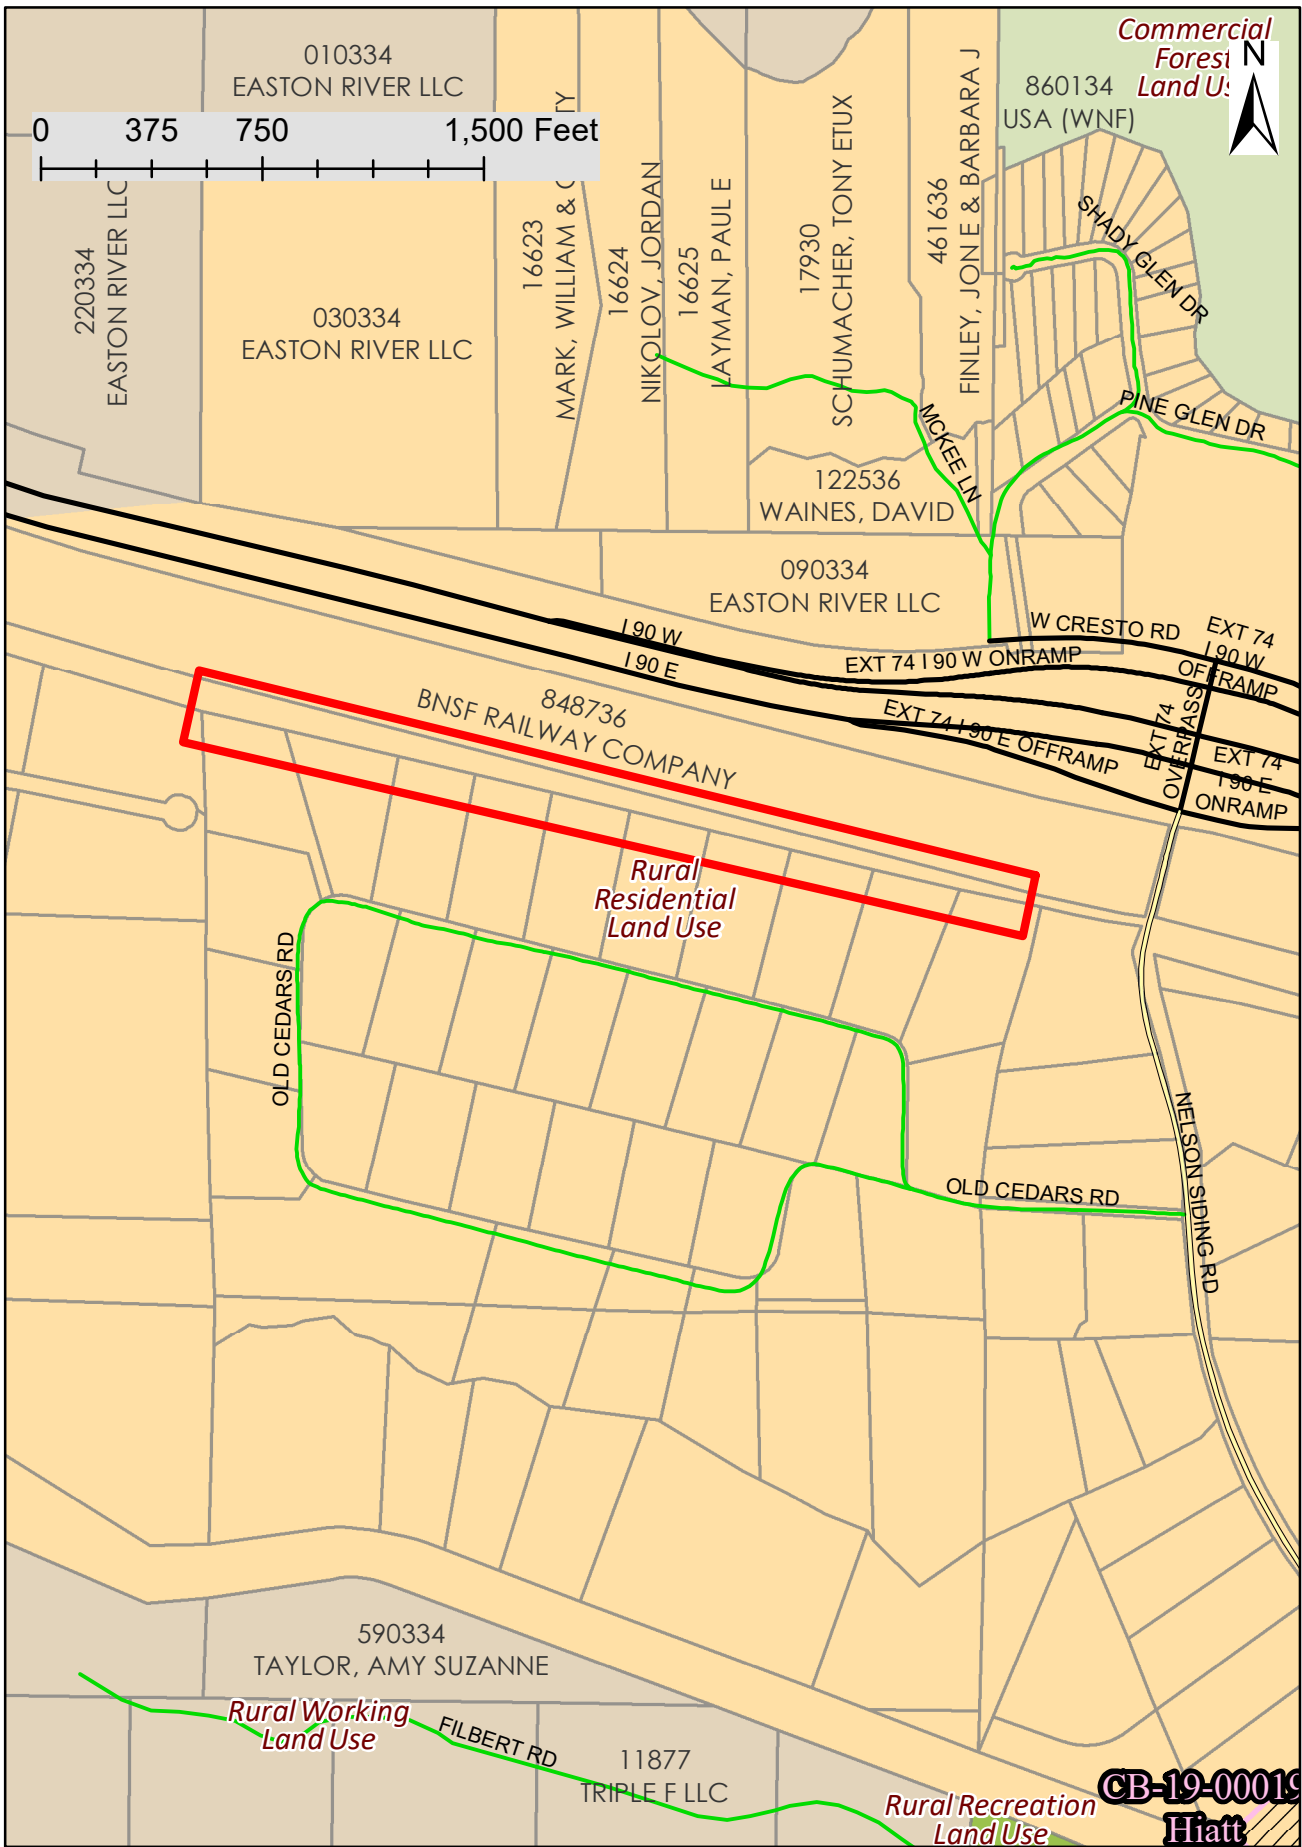 Commercial
Forest
Land Us
N
010334
EASTON RIVER LLC
860134
USA (WNF)
0 375 750 1,500 Feet
220334
EASTON RIVER LLC
030334
EASTON RIVER LLC
16623
MARK, WILLIAM &
16624
NIKOLOV, JORDAN
16625
LAYMAN, PAUL E
17930
SCHUMACHER, TONY ETUX
461636
FINLEY, JON E & BARBARA J
SHADY GLEN DR
PINE GLEN DR
MCKEE LN
122536
WAINES, DAVID
090334
EASTON RIVER LLC
I 90 W
I 90 E
W CRESTO RD
EXT 74 I 90 W ONRAMP
EXT 74
I 90 W
OFFRAMP
EXT 74 I 90 E OFFRAMP
EXT 74
OVERPASS
EXT 74
I 90 E
ONRAMP
848736
BNSF RAILWAY COMPANY
Rural
Residential
Land Use
OLD CEDARS RD
OLD CEDARS RD
NELSON SIDING RD
590334
TAYLOR, AMY SUZANNE
Rural Working
Land Use
FILBERT RD
11877
TRIPLE F LLC
Rural Recreation
Land Use
CB-19-00019
Hiatt